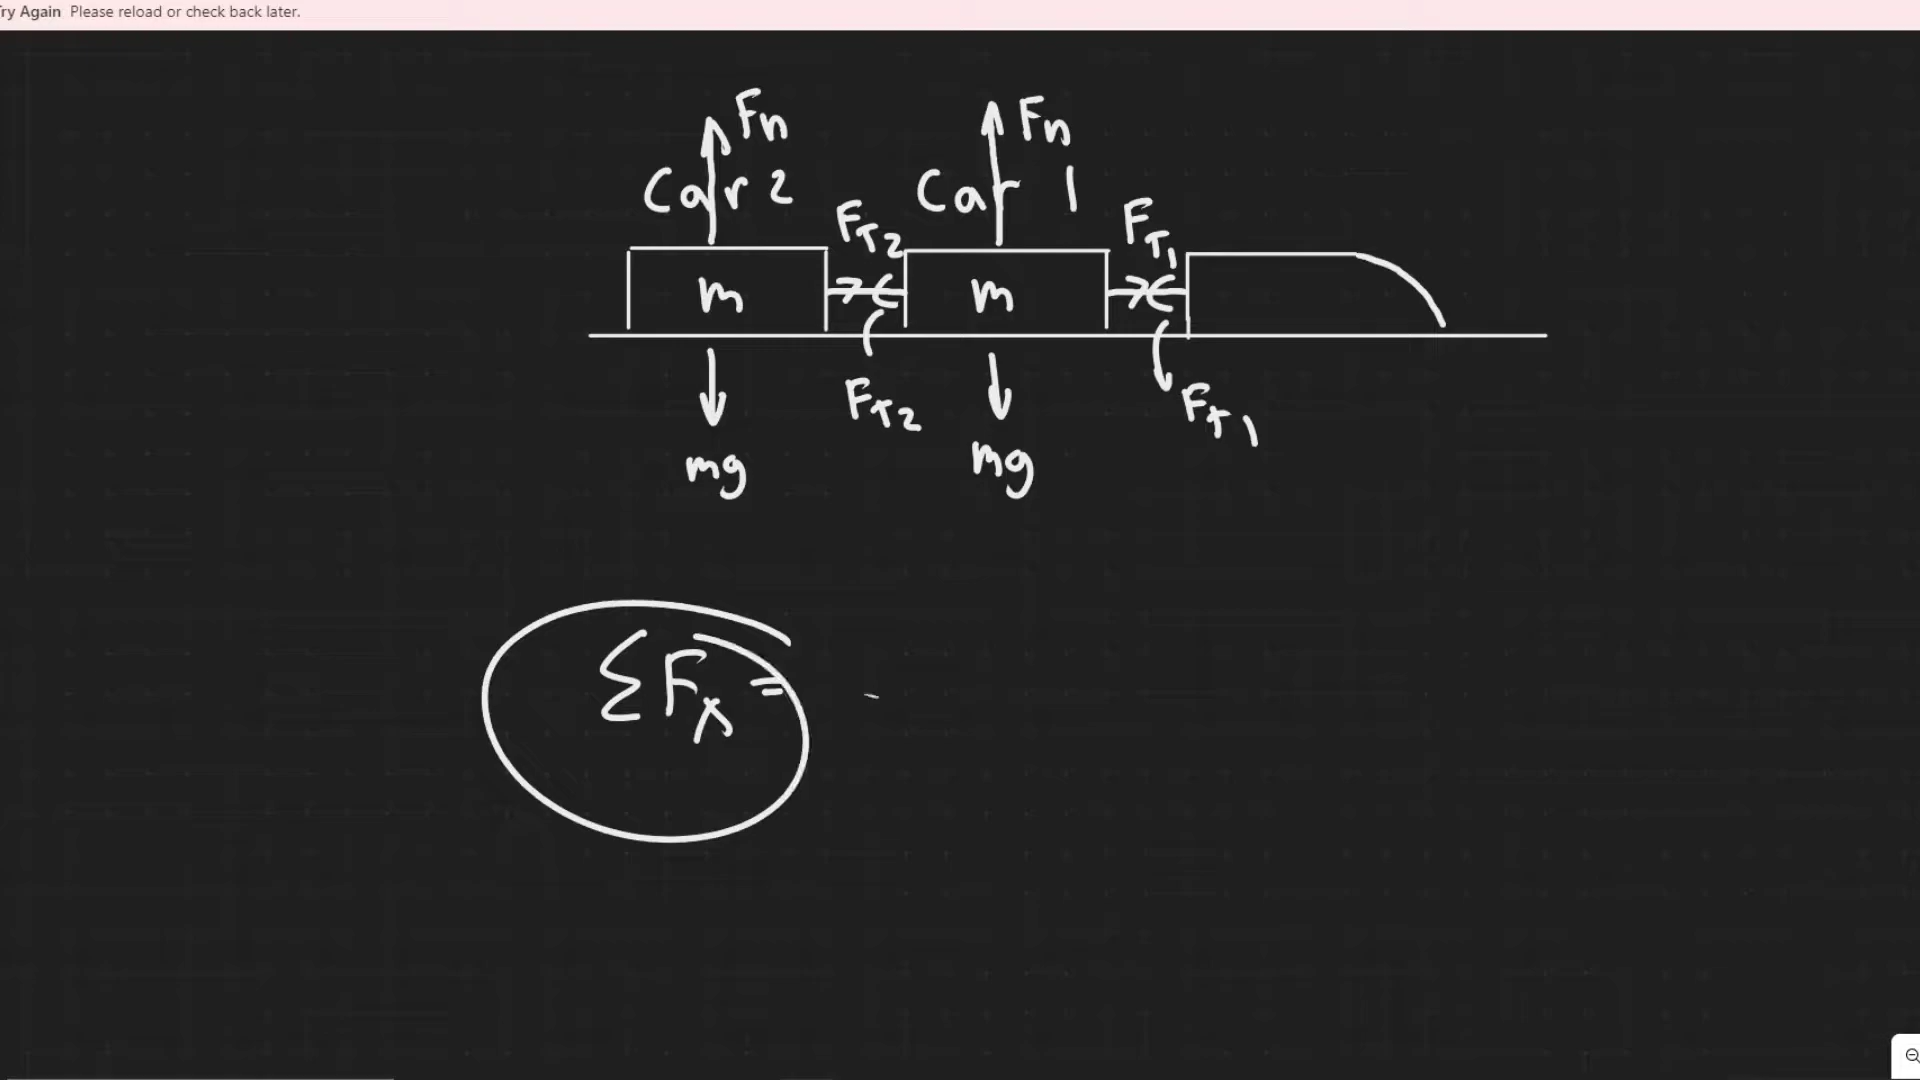 Try Again Please reload or check back later.
Fn Fn
Car 2 Car 1
FT2 FT1
m m
FT2 FT1
mg mg
ΣFx =